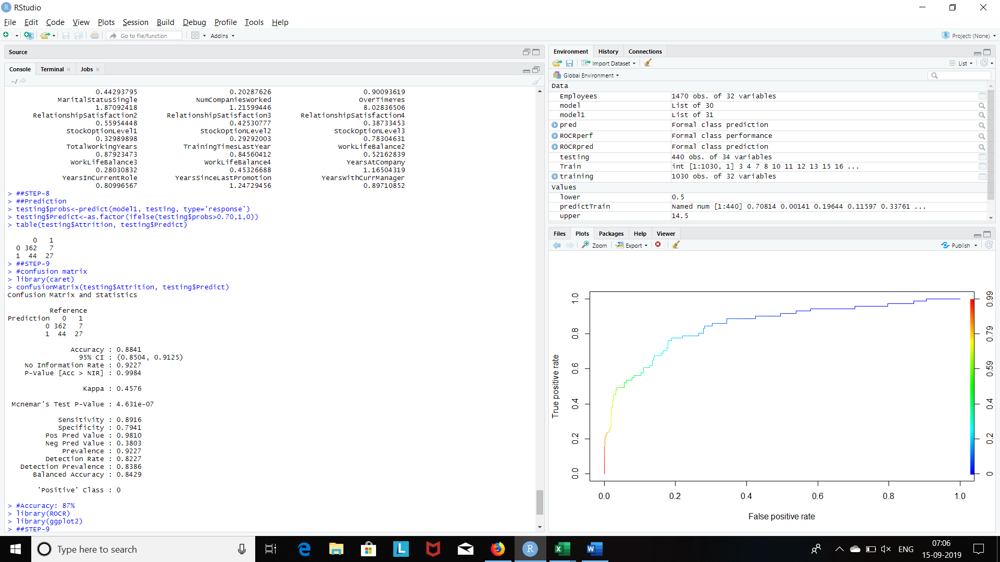 RStudio
File Edit Code View Plots Session Build Debug Profile Tools Help
Go to file/function Addins Project: (None)
Source
Console Terminal Jobs
~/
0.44293795 0.20287626 0.90093619
MaritalStatusSingle NumCompaniesWorked OverTimeYes
1.87092418 1.21599446 8.02836506
RelationshipSatisfaction2 RelationshipSatisfaction3 RelationshipSatisfaction4
0.55954448 0.42530777 0.38733453
StockOptionLevel1 StockOptionLevel2 StockOptionLevel3
0.32989898 0.29292003 0.78304631
TotalWorkingYears TrainingTimesLastYear WorkLifeBalance2
0.87923473 0.84560412 0.52162839
WorkLifeBalance3 WorkLifeBalance4 YearsAtCompany
0.28030832 0.45326688 1.16504319
YearsInCurrentRole YearsSinceLastPromotion YearsWithCurrManager
0.80996567 1.24729456 0.89710852
> ##STEP-8
> ##Prediction
> testing$probs<-predict(model1, testing, type='response')
> testing$Predict<-as.factor(ifelse(testing$probs>0.70,1,0))
> table(testing$Attrition, testing$Predict)
0 1
0 362 7
1 44 27
> ##STEP-9
> #confusion matrix
> library(caret)
> confusionMatrix(testing$Attrition, testing$Predict)
Confusion Matrix and Statistics
Reference
Prediction 0 1
0 362 7
1 44 27
Accuracy : 0.8841
95% CI : (0.8504, 0.9125)
No Information Rate : 0.9227
P-Value [Acc > NIR] : 0.9984
Kappa : 0.4576
Mcnemar's Test P-Value : 4.631e-07
Sensitivity : 0.8916
Specificity : 0.7941
Pos Pred Value : 0.9810
Neg Pred Value : 0.3803
Prevalence : 0.9227
Detection Rate : 0.8227
Detection Prevalence : 0.8386
Balanced Accuracy : 0.8429
'Positive' Class : 0
> #Accuracy: 87%
> library(ROCR)
> library(ggplot2)
> ##STEP-9
Environment History Connections
Import Dataset List
Global Environment
Data
Employees 1470 obs. of 32 variables
model List of 30
model1 List of 31
pred Formal class prediction
ROCRperf Formal class performance
ROCRpred Formal class prediction
testing 440 obs. of 34 variables
Train int [1:1030, 1] 3 4 7 8 10 11 12 13 15 16 ...
training 1030 obs. of 32 variables
Values
lower 0.5
predictTrain Named num [1:440] 0.70814 0.00141 0.19644 0.11597 0.33761 ...
upper 14.5
Files Plots Packages Help Viewer
Zoom Export Publish
True positive rate
0.0 0.2 0.4 0.6 0.8 1.0
0 0.2 0.4 0.59 0.79 0.99
0.0 0.2 0.4 0.6 0.8 1.0
False positive rate
Type here to search
ENG
07:06
15-09-2019